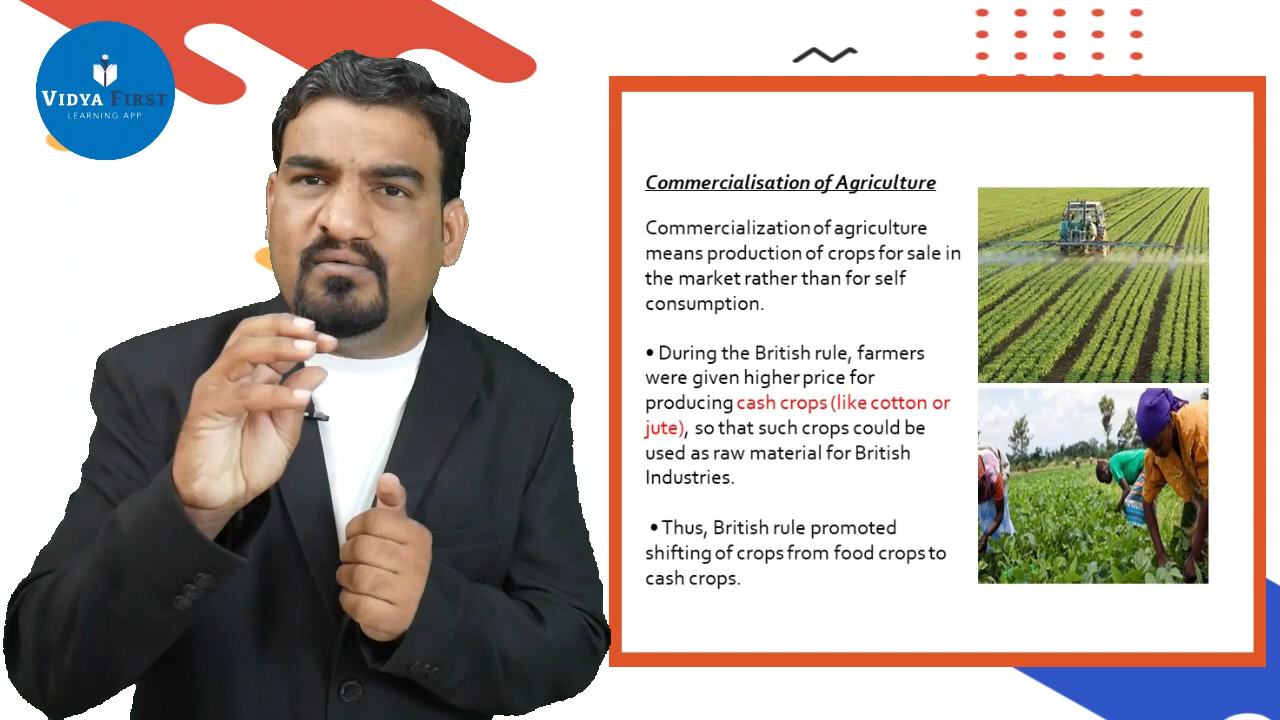 VIDYA FIRST
LEARNING APP
Commercialisation of Agriculture
Commercialization of agriculture
means production of crops for sale in
the market rather than for self
consumption.
• During the British rule, farmers
were given higher price for
producing cash crops (like cotton or
jute), so that such crops could be
used as raw material for British
Industries.
• Thus, British rule promoted
shifting of crops from food crops to
cash crops.